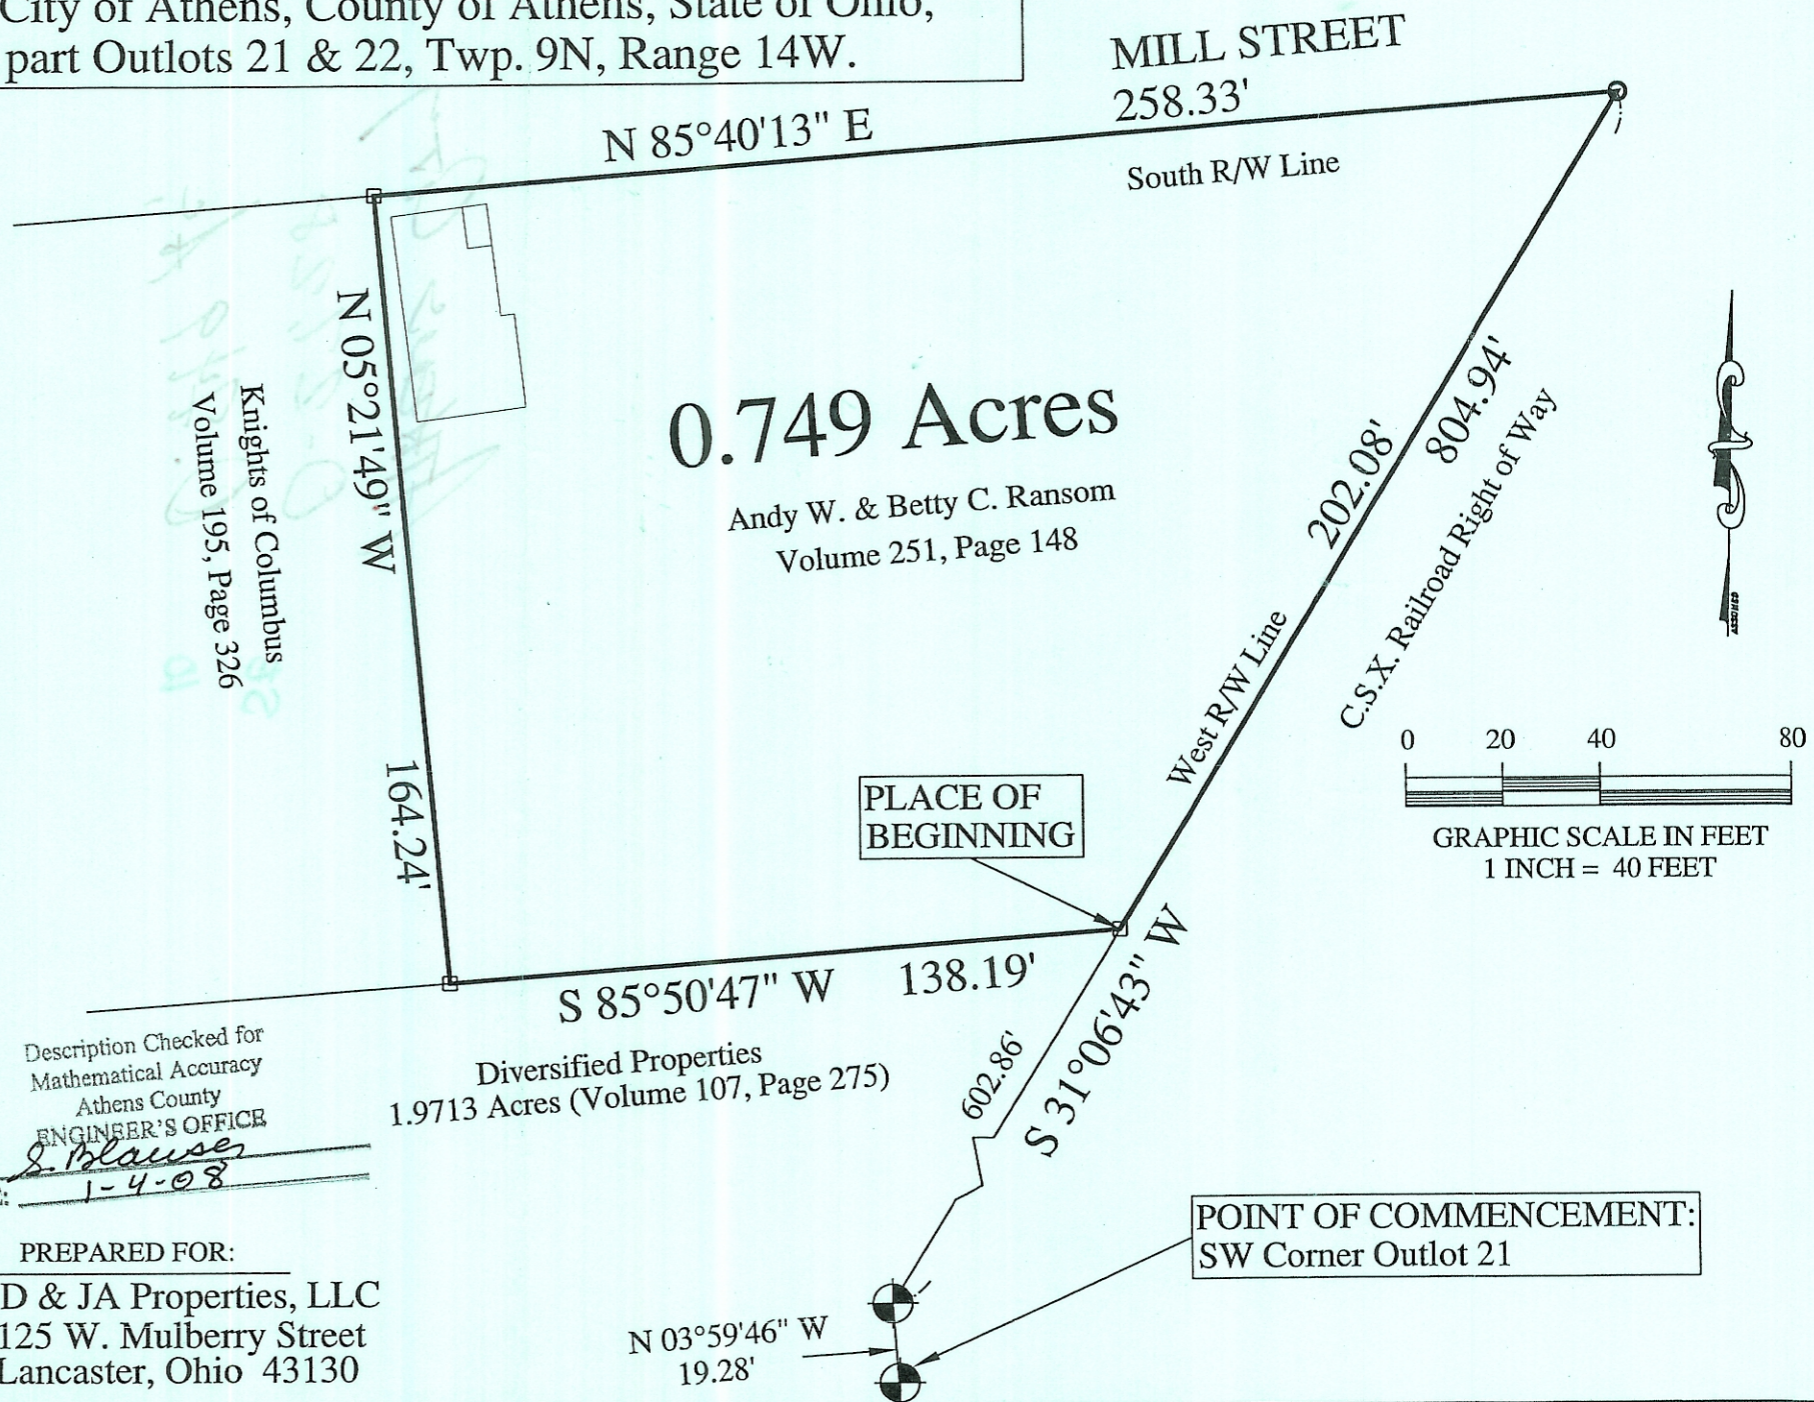 City of Athens, County of Athens, State of Ohio,
part Outlots 21 & 22, Twp. 9N, Range 14W.
MILL STREET
258.33'
N 85°40'13" E
South R/W Line
N 05°21'49" W
164.24'
Knights of Columbus
Volume 195, Page 326
0.749 Acres
Andy W. & Betty C. Ransom
Volume 251, Page 148
202.08'
804.94'
West R/W Line
C.S.X. Railroad Right of Way
0 20 40 80
GRAPHIC SCALE IN FEET
1 INCH = 40 FEET
PLACE OF
BEGINNING
S 85°50'47" W 138.19'
602.86'
S 31°06'43" W
Diversified Properties
1.9713 Acres (Volume 107, Page 275)
Description Checked for
Mathematical Accuracy
Athens County
ENGINEER'S OFFICE
S. Blauser
1-4-08
PREPARED FOR:
D & JA Properties, LLC
125 W. Mulberry Street
Lancaster, Ohio 43130
POINT OF COMMENCEMENT:
SW Corner Outlot 21
N 03°59'46" W
19.28'